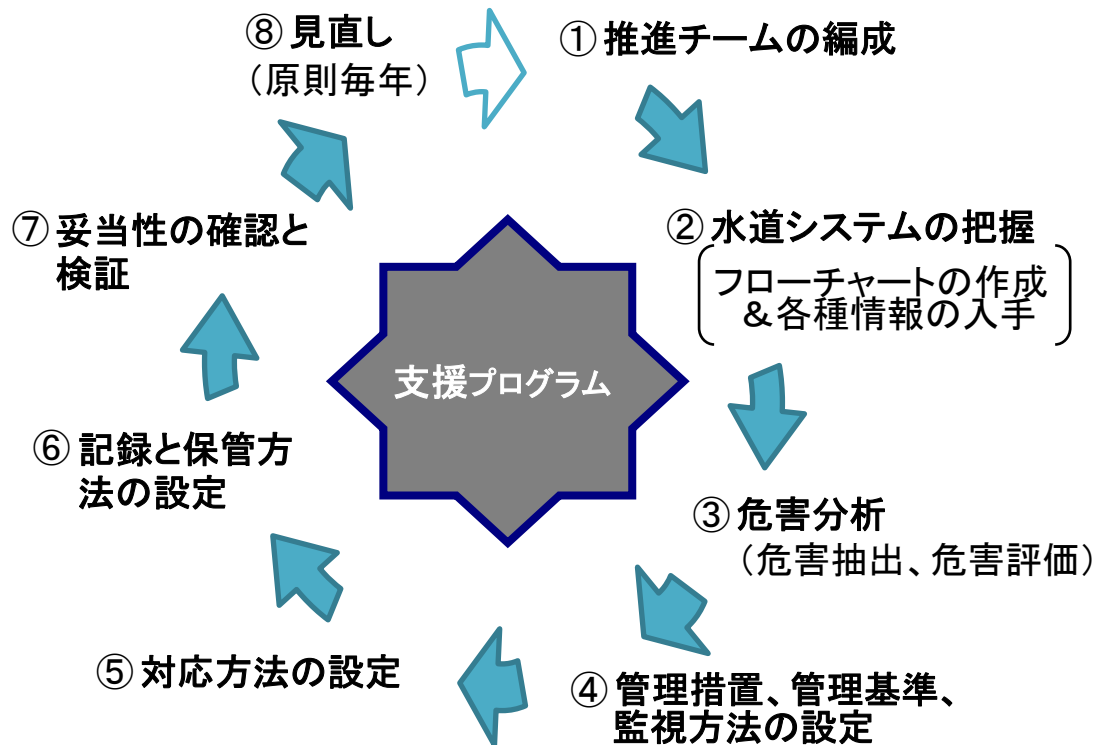 ①推進チームの編成
②水道システムの把握
フローチャートの作成
&各種情報の入手
③危害分析
(危害抽出、危害評価)
④管理措置、管理基準、
監視方法の設定
⑤対応方法の設定
⑥記録と保管方
法の設定
⑦妥当性の確認と
検証
⑧見直し
(原則毎年)
支援プログラム